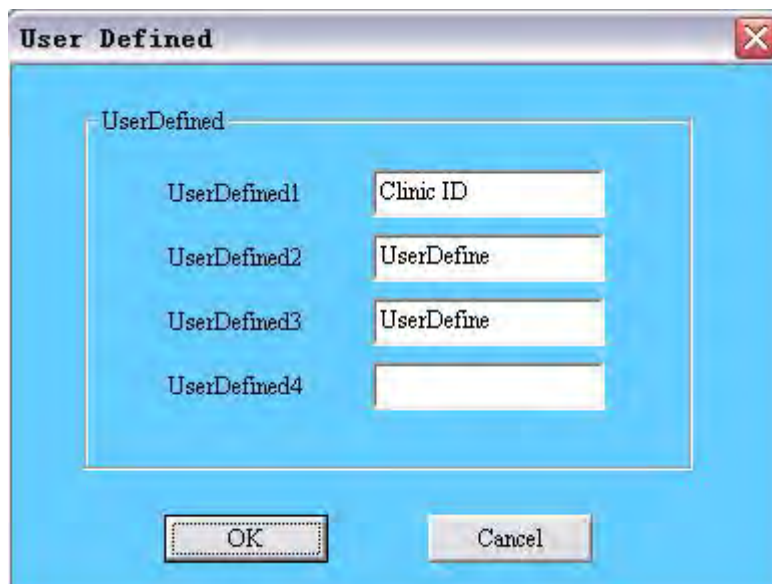 User Defined
UserDefined
UserDefined1 Clinic ID
UserDefined2 UserDefine
UserDefined3 UserDefine
UserDefined4
OK Cancel